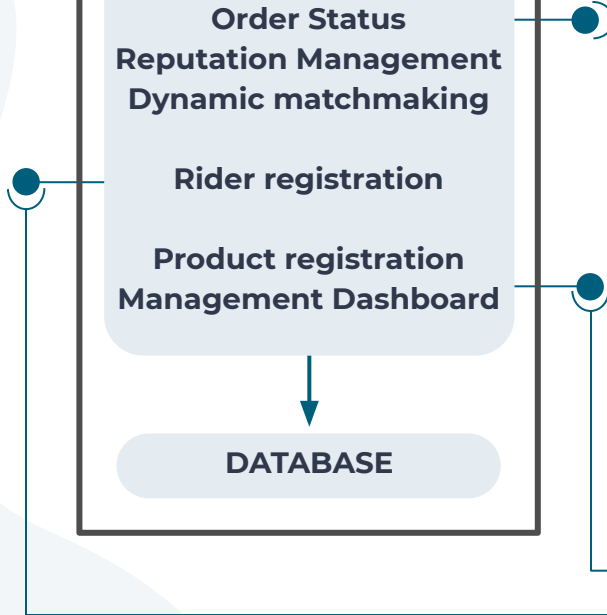 Order Status
Reputation Management
Dynamic matchmaking
Rider registration
Product registration
Management Dashboard
DATABASE